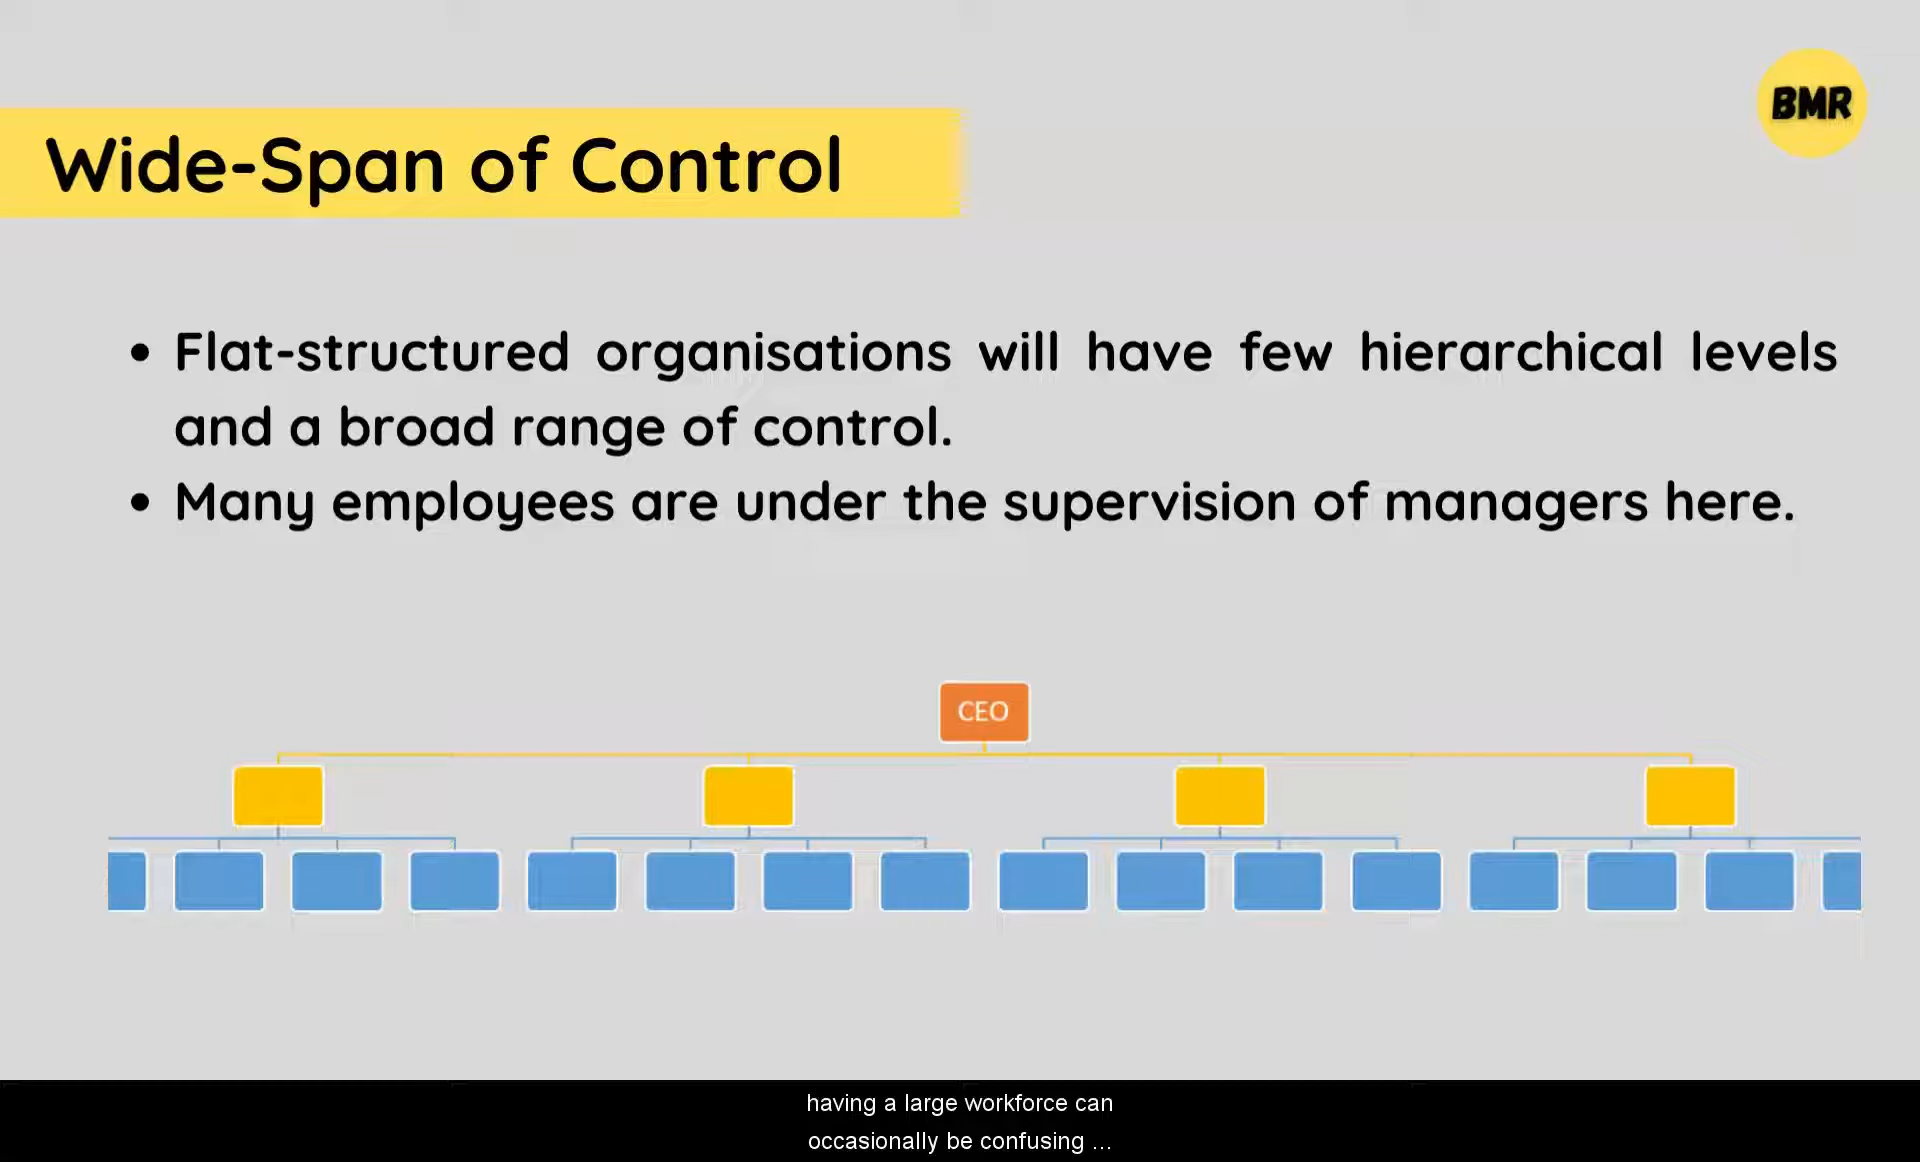 BMR
Wide-Span of Control
• Flat-structured organisations will have few hierarchical levels
and a broad range of control.
• Many employees are under the supervision of managers here.
CEO
having a large workforce can
occasionally be confusing ...